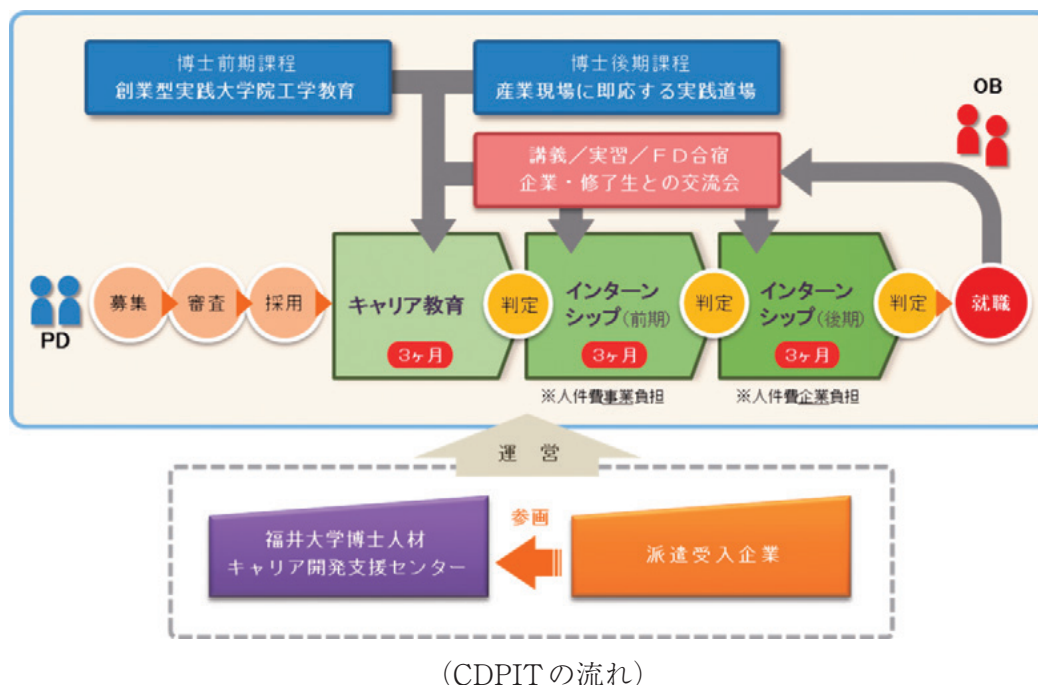 博士前期課程
創業型実践大学院工学教育
博士後期課程
産業現場に即応する実践道場
OB
講義／実習／ＦＤ合宿
企業・修了生との交流会
PD
募集
審査
採用
キャリア教育
3ヶ月
判定
インターン
シップ(前期)
3ヶ月
※人件費事業負担
判定
インターン
シップ(後期)
3ヶ月
※人件費企業負担
判定
就職
運営
福井大学博士人材
キャリア開発支援センター
参画
派遣受入企業
（CDPITの流れ）